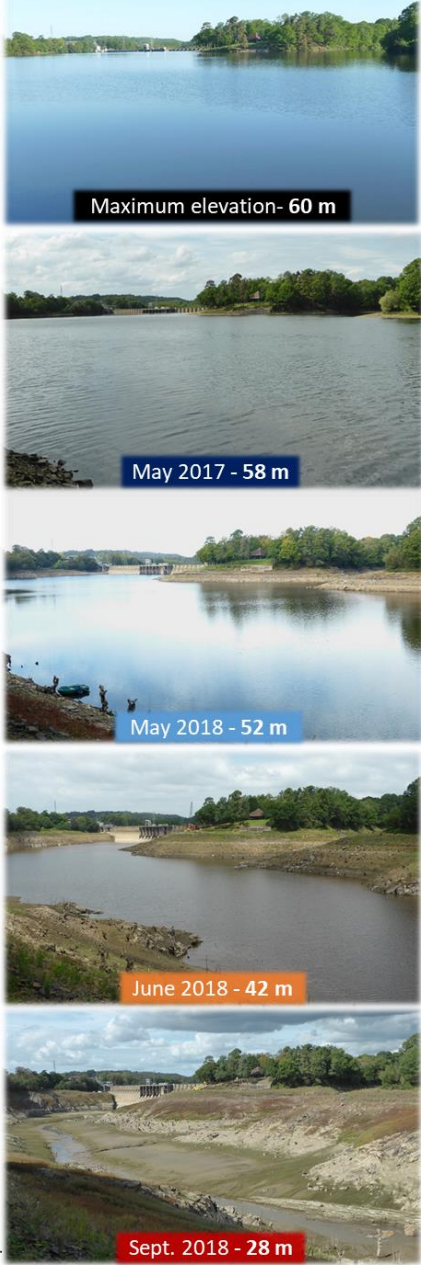 Maximum elevation- 60 m
May 2017 - 58 m
May 2018 - 52 m
June 2018 - 42 m
Sept. 2018 - 28 m